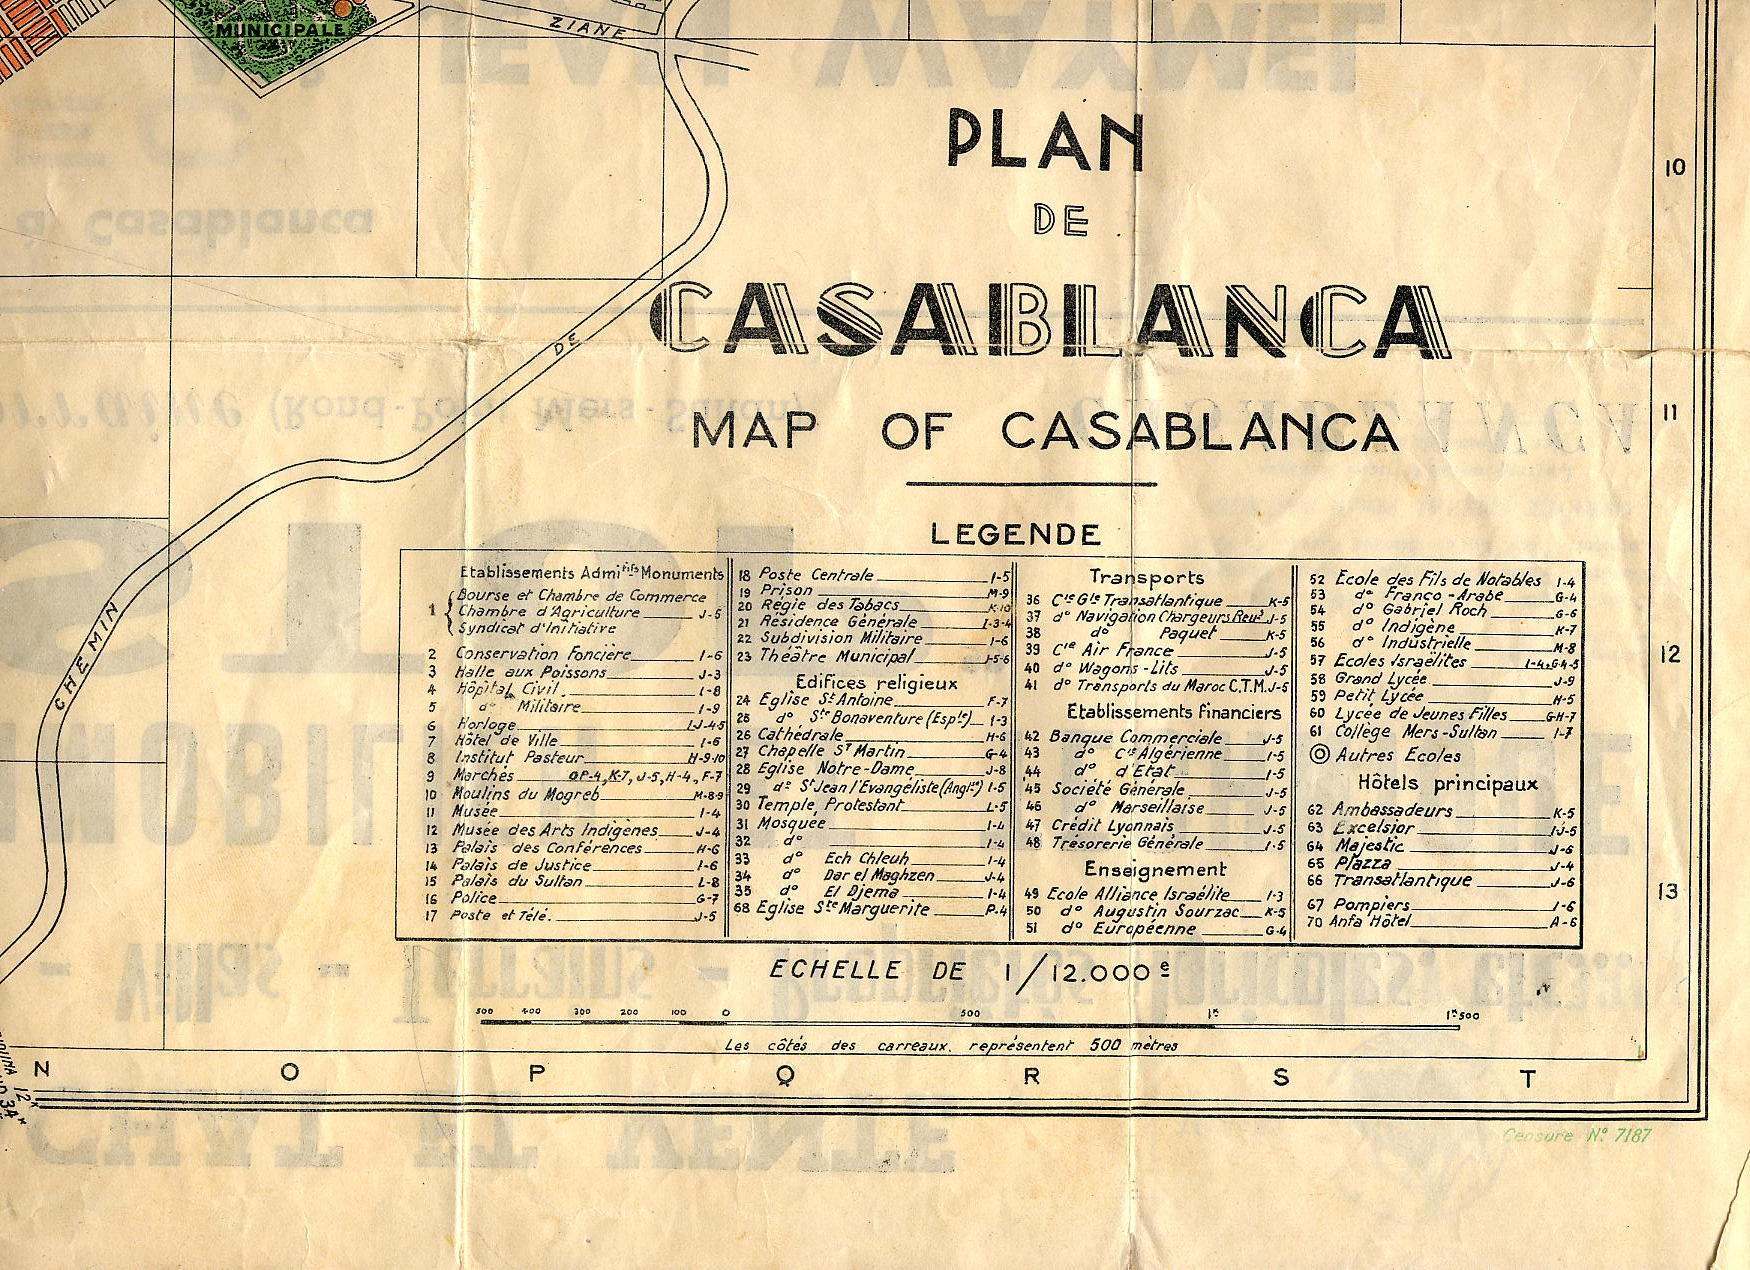 MUNICIPALE
ZIANE
PLAN
DE
CASABLANCA
MAP OF CASABLANCA
DE
CHEMIN
10
11
12
13
LEGENDE
Etablissements Admi tifs Monuments
1 { Bourse et Chambre de Commerce
Chambre d'Agriculture J-5
Syndicat d'Initiative
2 Conservation Foncière I-6
3 Halle aux Poissons J-3
4 Hôpital Civil I-8
5 d° Militaire I-9
6 Horloge I.J-4-5
7 Hôtel de Ville I-6
8 Institut Pasteur H-9-10
9 Marchés OP-4, K-7, J-5, H-4, F-7
10 Moulins du Mogreb M-8-9
11 Musée I-4
12 Musée des Arts Indigènes J-4
13 Palais des Conférences H-6
14 Palais de Justice I-6
15 Palais du Sultan L-8
16 Police G-7
17 Poste et Télé. J-5
18 Poste Centrale I-5
19 Prison M-9
20 Régie des Tabacs K-10
21 Résidence Générale I-3-4
22 Subdivision Militaire I-6
23 Théâtre Municipal J-5-6
Edifices religieux
24 Eglise St Antoine F-7
25 d° Ste Bonaventure (Esple) I-3
26 Cathédrale H-6
27 Chapelle St Martin G-4
28 Eglise Notre-Dame J-8
29 d° St Jean l'Evangéliste (Angl ne) I-5
30 Temple Protestant L-5
31 Mosquée I-4
32 d° I-4
33 d° Ech Chleuh I-4
34 d° Dar el Maghzen J-4
35 d° El Djema I-4
68 Eglise Ste Marguerite P-4
Transports
36 Cie Gle Transatlantique K-5
37 d° Navigation Chargeurs Reus J-5
38 d° Paquet K-5
39 Cie Air France J-5
40 d° Wagons-Lits J-5
41 d° Transports du Maroc C.T.M. J-5
Etablissements financiers
42 Banque Commerciale J-5
43 d° Cie Algérienne I-5
44 d° d'Etat I-5
45 Société Générale J-5
46 d° Marseillaise J-5
47 Crédit Lyonnais J-5
48 Trésorerie Générale I-5
Enseignement
49 Ecole Alliance Israélite I-3
50 d° Augustin Sourzac K-5
51 d° Européenne G-4
52 Ecole des Fils de Notables I-4
53 d° Franco-Arabe G-4
54 d° Gabriel Roch G-6
55 d° Indigène K-7
56 d° Industrielle M-8
57 Ecoles Israélites I-4, G-4-5
58 Grand Lycée J-9
59 Petit Lycée H-5
60 Lycée de Jeunes Filles G-H-7
61 Collège Mers-Sultan I-7
◎ Autres Ecoles
Hôtels principaux
62 Ambassadeurs K-5
63 Excelsior I-J-5
64 Majestic J-6
65 Plazza J-4
66 Transatlantique J-6
67 Pompiers J-6
70 Anfa Hôtel A-6
ECHELLE DE 1/12.000e
500 400 300 200 100 0 500 1K 1K500
Les côtés des carreaux représentent 500 mètres
N O P Q R S T
Censure N° 7187